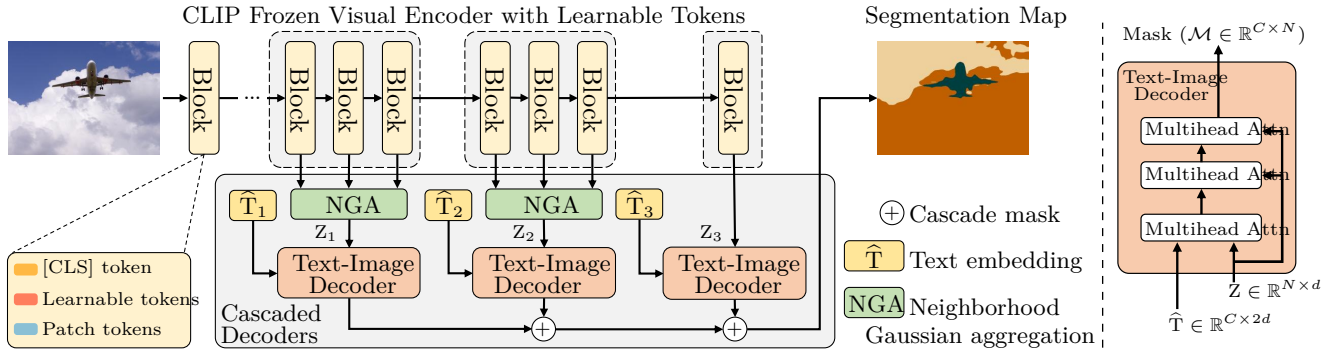 CLIP Frozen Visual Encoder with Learnable Tokens
Segmentation Map
Block
...
Block
Block
Block
Block
Block
Block
Block
T̂₁
NGA
T̂₂
NGA
T̂₃
Z₁
Z₂
Z₃
Text-Image
Decoder
Text-Image
Decoder
Text-Image
Decoder
Cascaded
Decoders
+
+
[CLS] token
Learnable tokens
Patch tokens
+ Cascade mask
T̂ Text embedding
NGA Neighborhood
Gaussian aggregation
Mask (ℳ ∈ ℝ^{C×N})
Text-Image
Decoder
Multihead Attn
Multihead Attn
Multihead Attn
Z ∈ ℝ^{N×d}
T̂ ∈ ℝ^{C×2d}